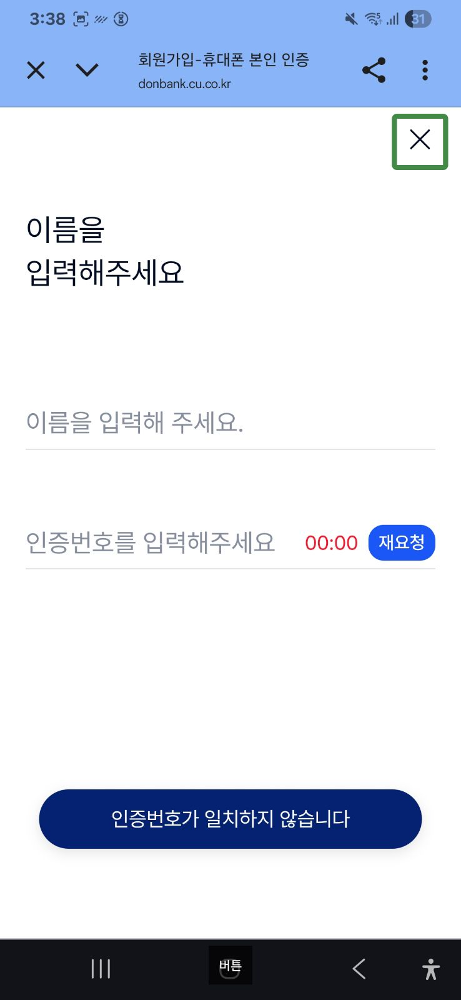 3:38
5
31
회원가입-휴대폰 본인 인증
donbank.cu.co.kr
이름을
입력해주세요
이름을 입력해 주세요.
인증번호를 입력해주세요 00:00 재요청
인증번호가 일치하지 않습니다
버튼